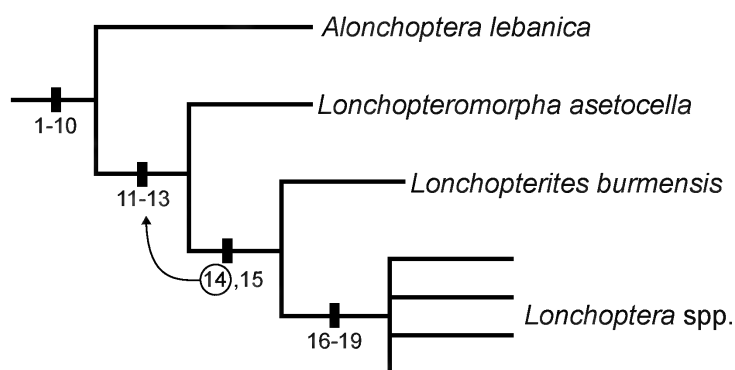 Alonchoptera lebanica
1-10
Lonchopteromorpha asetocella
11-13
Lonchopterites burmensis
14,15
16-19
Lonchoptera spp.